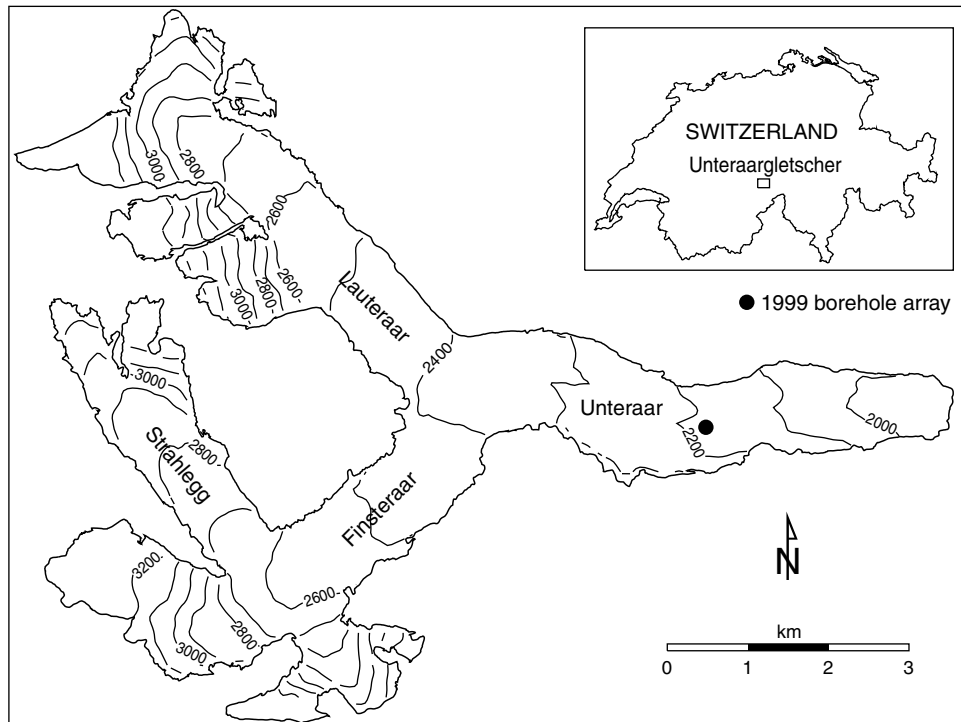 SWITZERLAND
Unteraargletscher
1999 borehole array
3000
2800
2600
3000
2800
2600
Lauteraar
2400
3000
2800
Strahlegg
Unteraar
2200
2000
Finsteraar
3200
3000
2800
2600
N
km
0 1 2 3